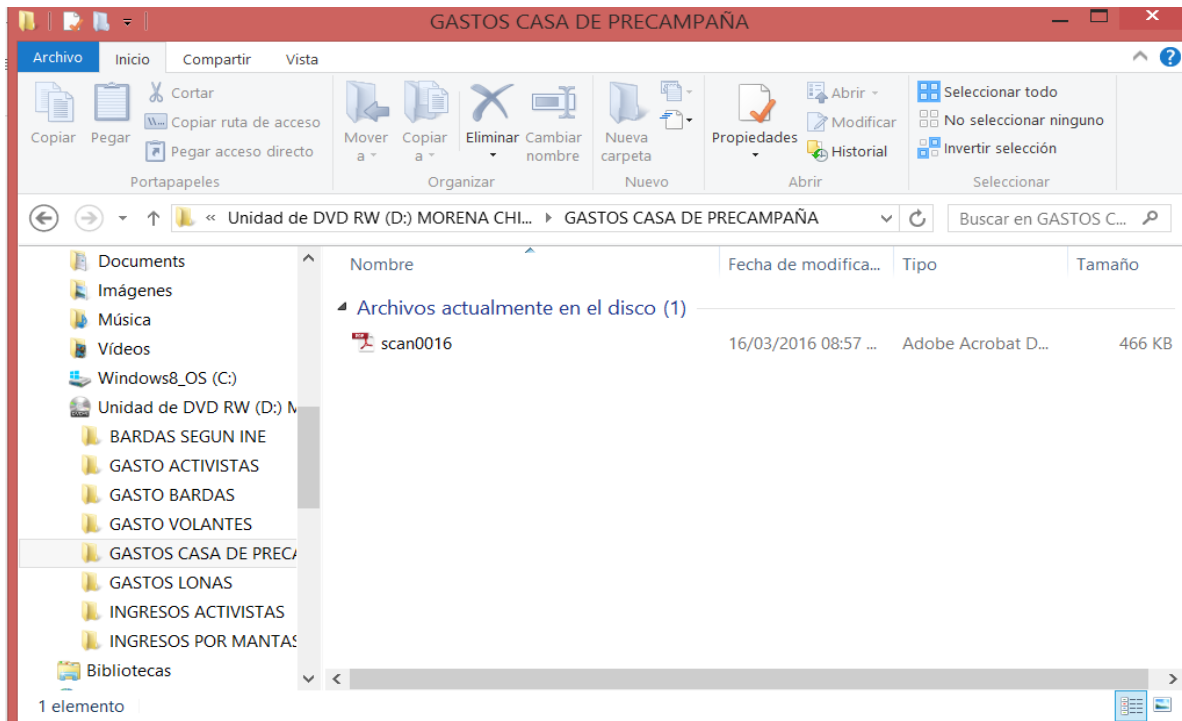 GASTOS CASA DE PRECAMPAÑA
Archivo Inicio Compartir Vista
Copiar
Pegar
Cortar
Copiar ruta de acceso
Pegar acceso directo
Portapapeles
Mover a
Copiar a
Eliminar
Cambiar nombre
Organizar
Nueva carpeta
Nuevo
Propiedades
Abrir
Modificar
Historial
Abrir
Seleccionar todo
No seleccionar ninguno
Invertir selección
Seleccionar
« Unidad de DVD RW (D:) MORENA CHI... GASTOS CASA DE PRECAMPAÑA
Buscar en GASTOS C...
Documents
Imágenes
Música
Vídeos
Windows8_OS (C:)
Unidad de DVD RW (D:) M
BARDAS SEGUN INE
GASTO ACTIVISTAS
GASTO BARDAS
GASTO VOLANTES
GASTOS CASA DE PRECA
GASTOS LONAS
INGRESOS ACTIVISTAS
INGRESOS POR MANTAS
Bibliotecas
Nombre Fecha de modifica... Tipo Tamaño
Archivos actualmente en el disco (1)
scan0016 16/03/2016 08:57 ... Adobe Acrobat D... 466 KB
1 elemento